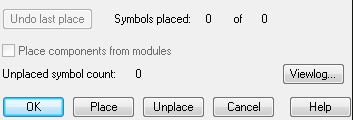 Undo last place Symbols placed: 0 of 0
Place components from modules
Unplaced symbol count: 0 Viewlog...
OK Place Unplace Cancel Help